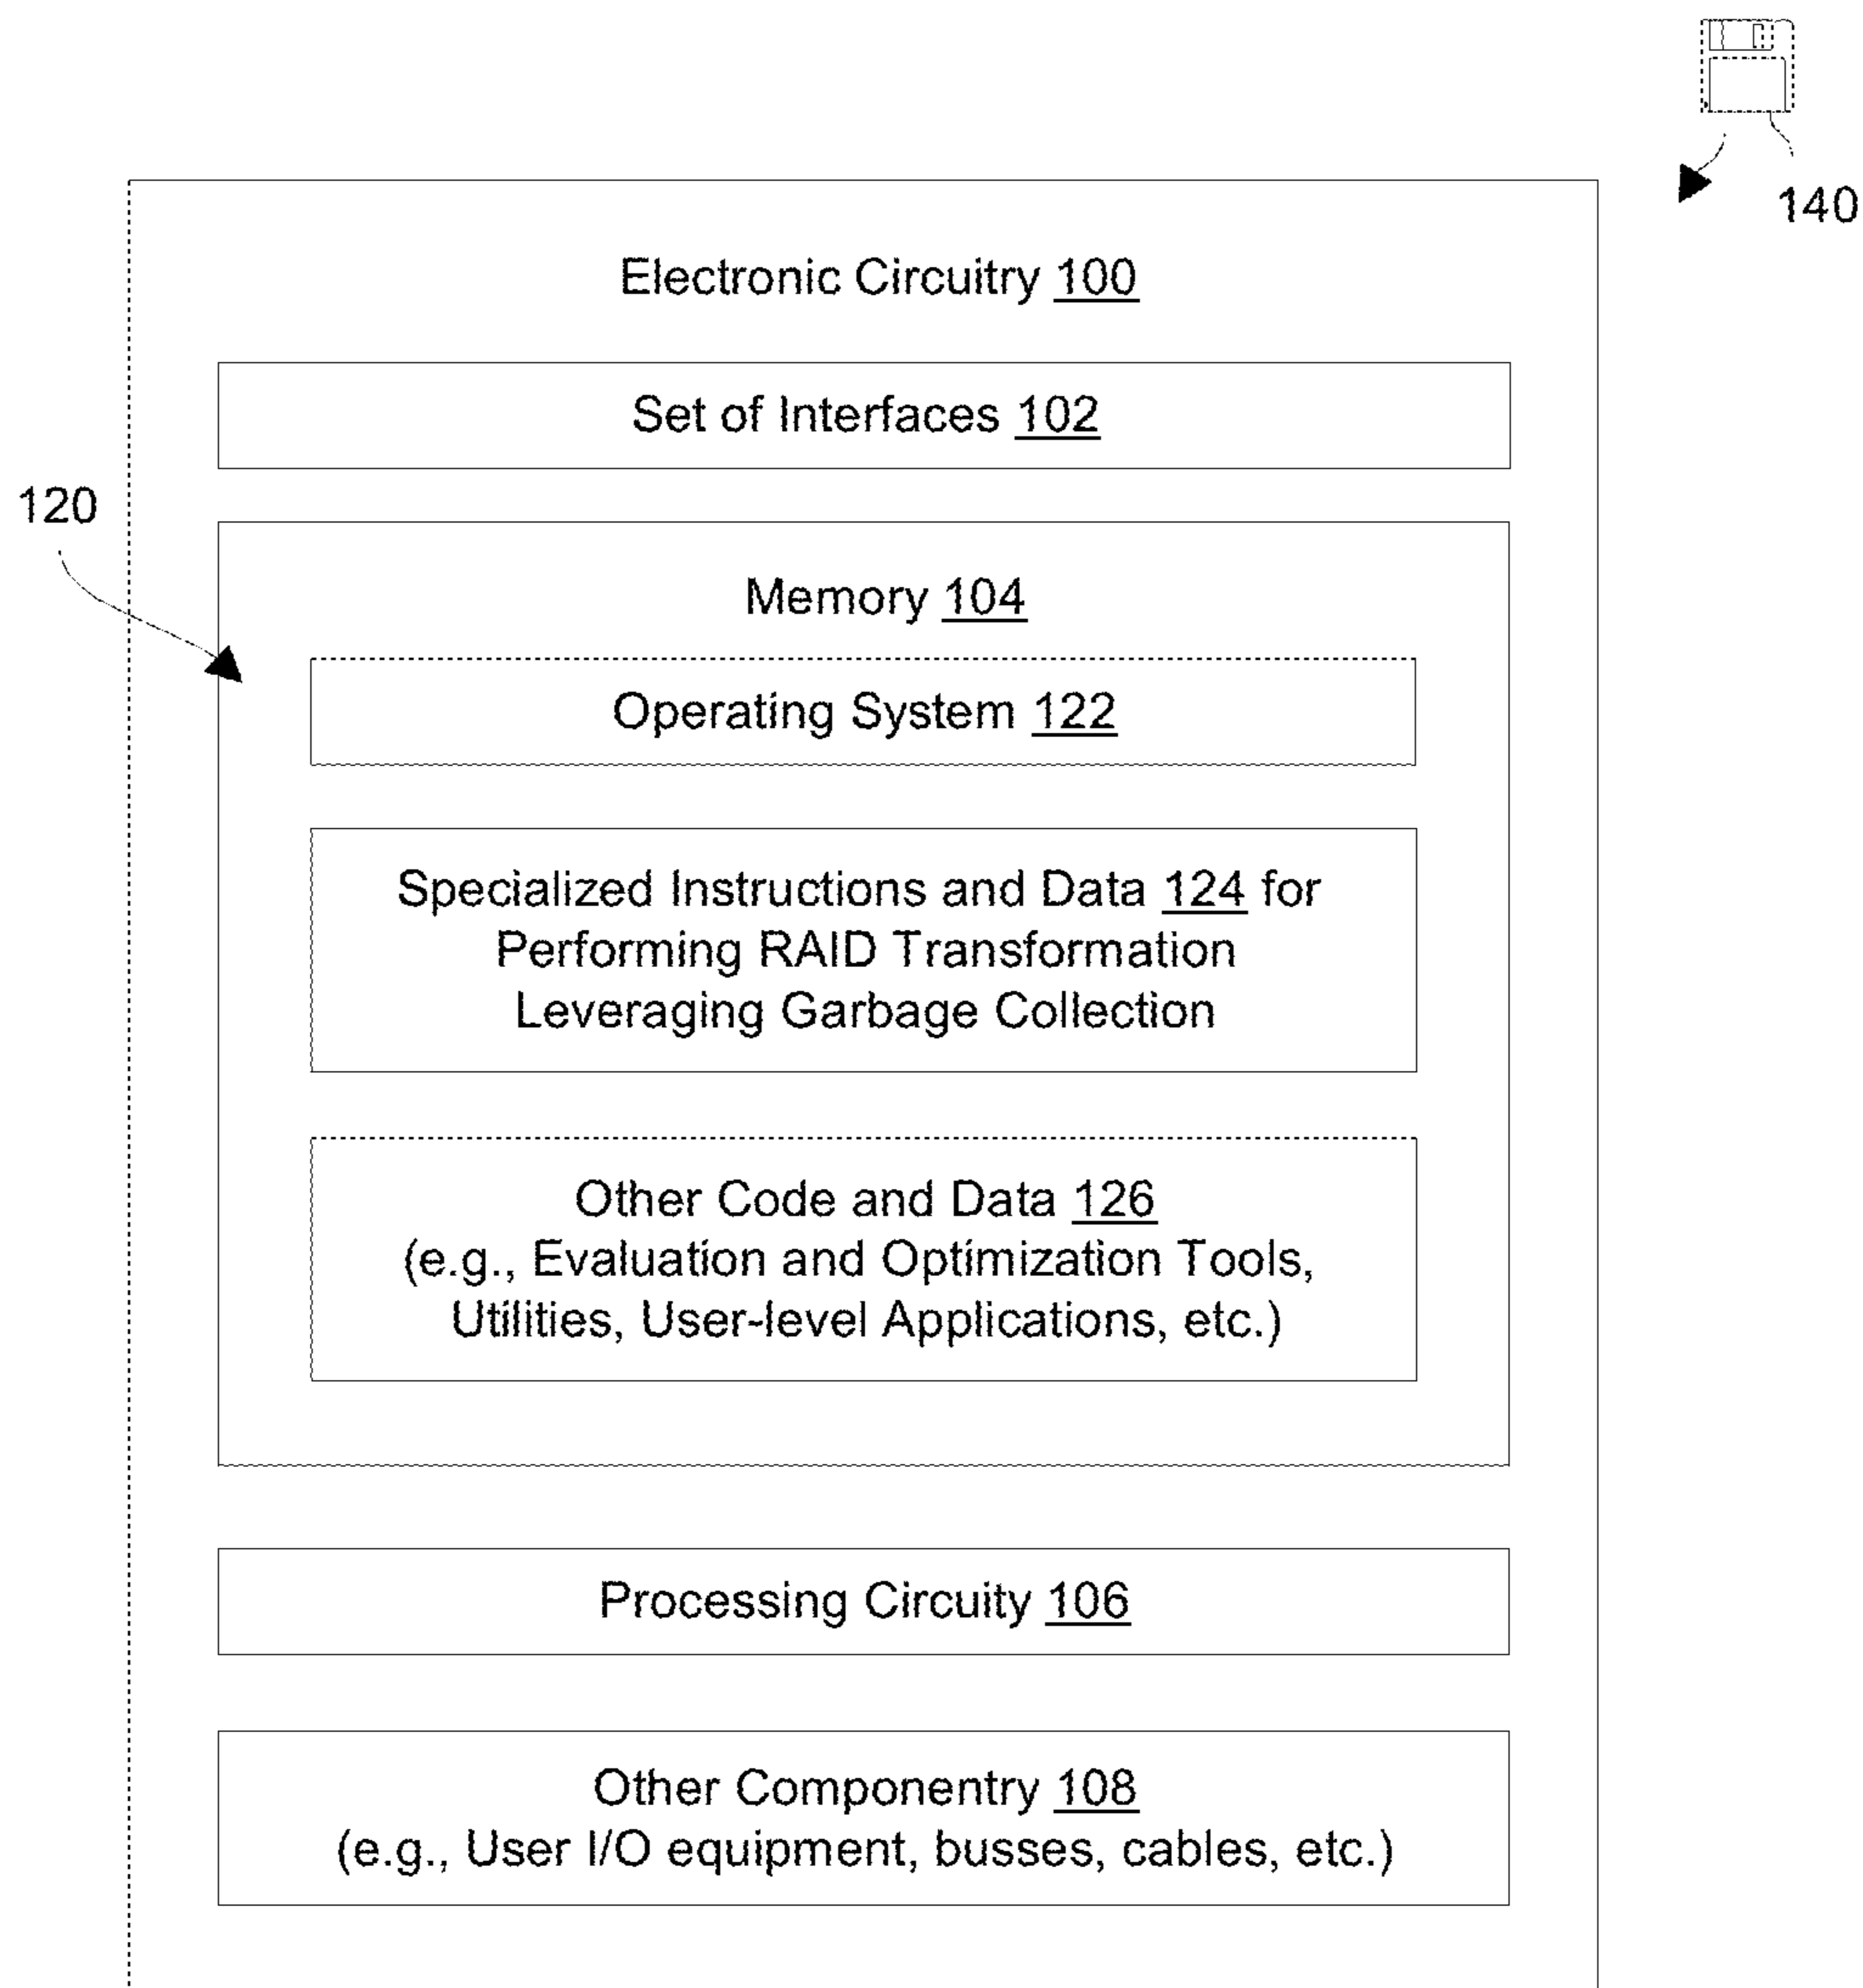 140
Electronic Circuitry 100
Set of Interfaces 102
120
Memory 104
Operating System 122
Specialized Instructions and Data 124 for
Performing RAID Transformation
Leveraging Garbage Collection
Other Code and Data 126
(e.g., Evaluation and Optimization Tools,
Utilities, User-level Applications, etc.)
Processing Circuity 106
Other Componentry 108
(e.g., User I/O equipment, busses, cables, etc.)